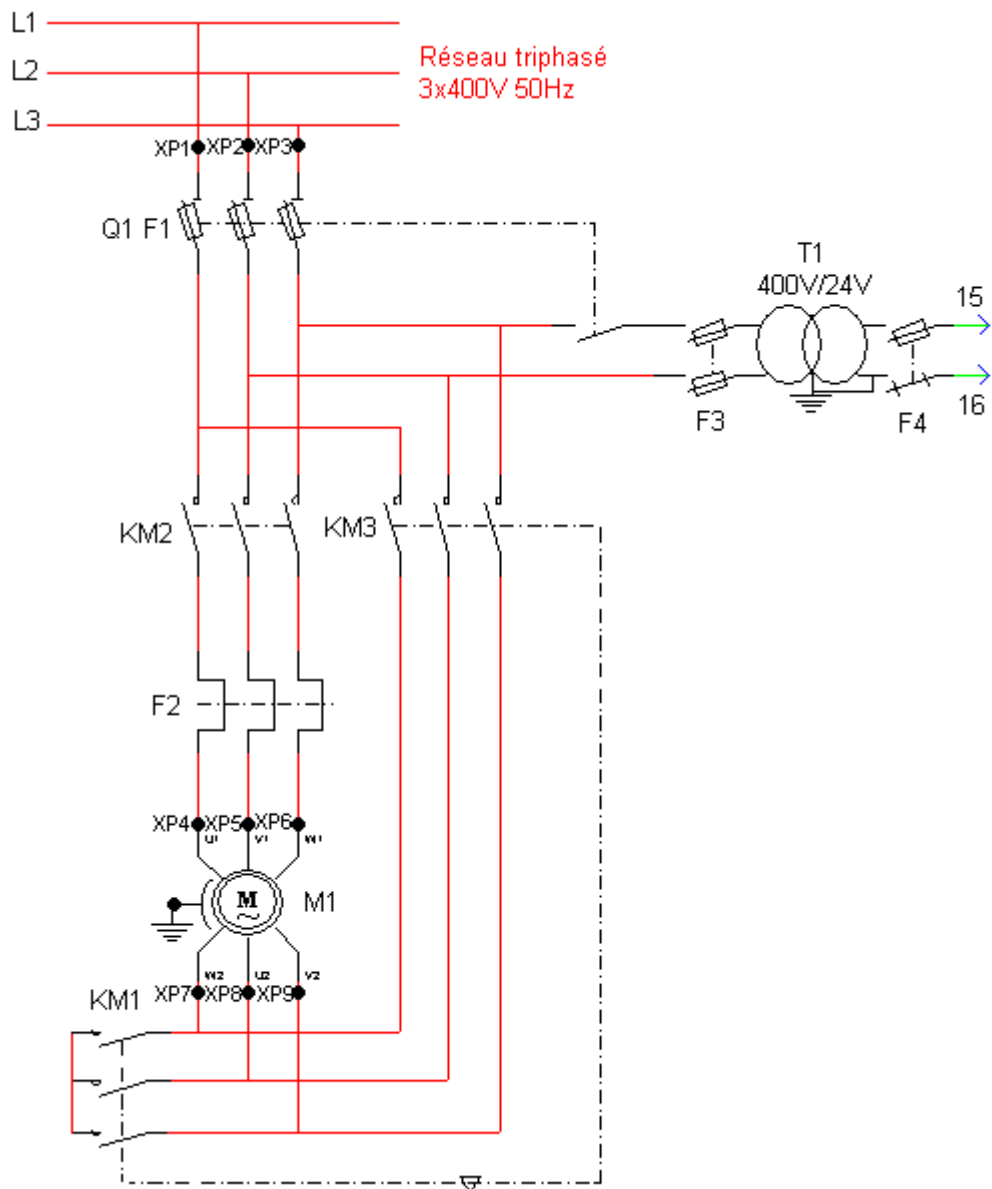 L1
L2
L3
Réseau triphasé
3x400V 50Hz
XP1 XP2 XP3
Q1 F1
T1
400V/24V
15
16
F3
F4
KM2
KM3
F2
XP4 XP5 XP6
U1 V1 W1
M
~
M1
W2 U2 V2
XP7 XP8 XP9
KM1